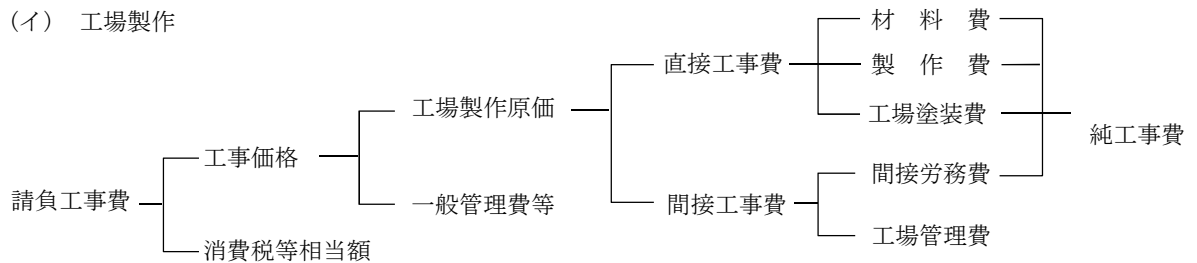 (イ) 工場製作
材料費
直接工事費
製作費
工場製作原価
工場塗装費
純工事費
工事価格
間接労務費
請負工事費
一般管理費等
間接工事費
工場管理費
消費税等相当額